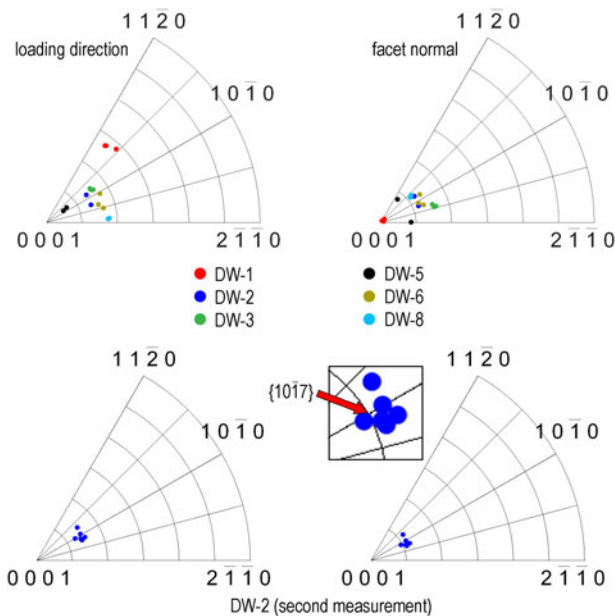 1 1 2̅ 0
loading direction
1 0 1̅ 0
0 0 0 1
2 1̅ 1̅ 0
1 1 2̅ 0
facet normal
1 0 1̅ 0
0 0 0 1
2 1̅ 1̅ 0
DW-1
DW-2
DW-3
DW-5
DW-6
DW-8
1 1 2̅ 0
1 0 1̅ 0
0 0 0 1
2 1̅ 1̅ 0
{101̅7}
1 1 2̅ 0
1 0 1̅ 0
0 0 0 1
2 1̅ 1̅ 0
DW-2 (second measurement)